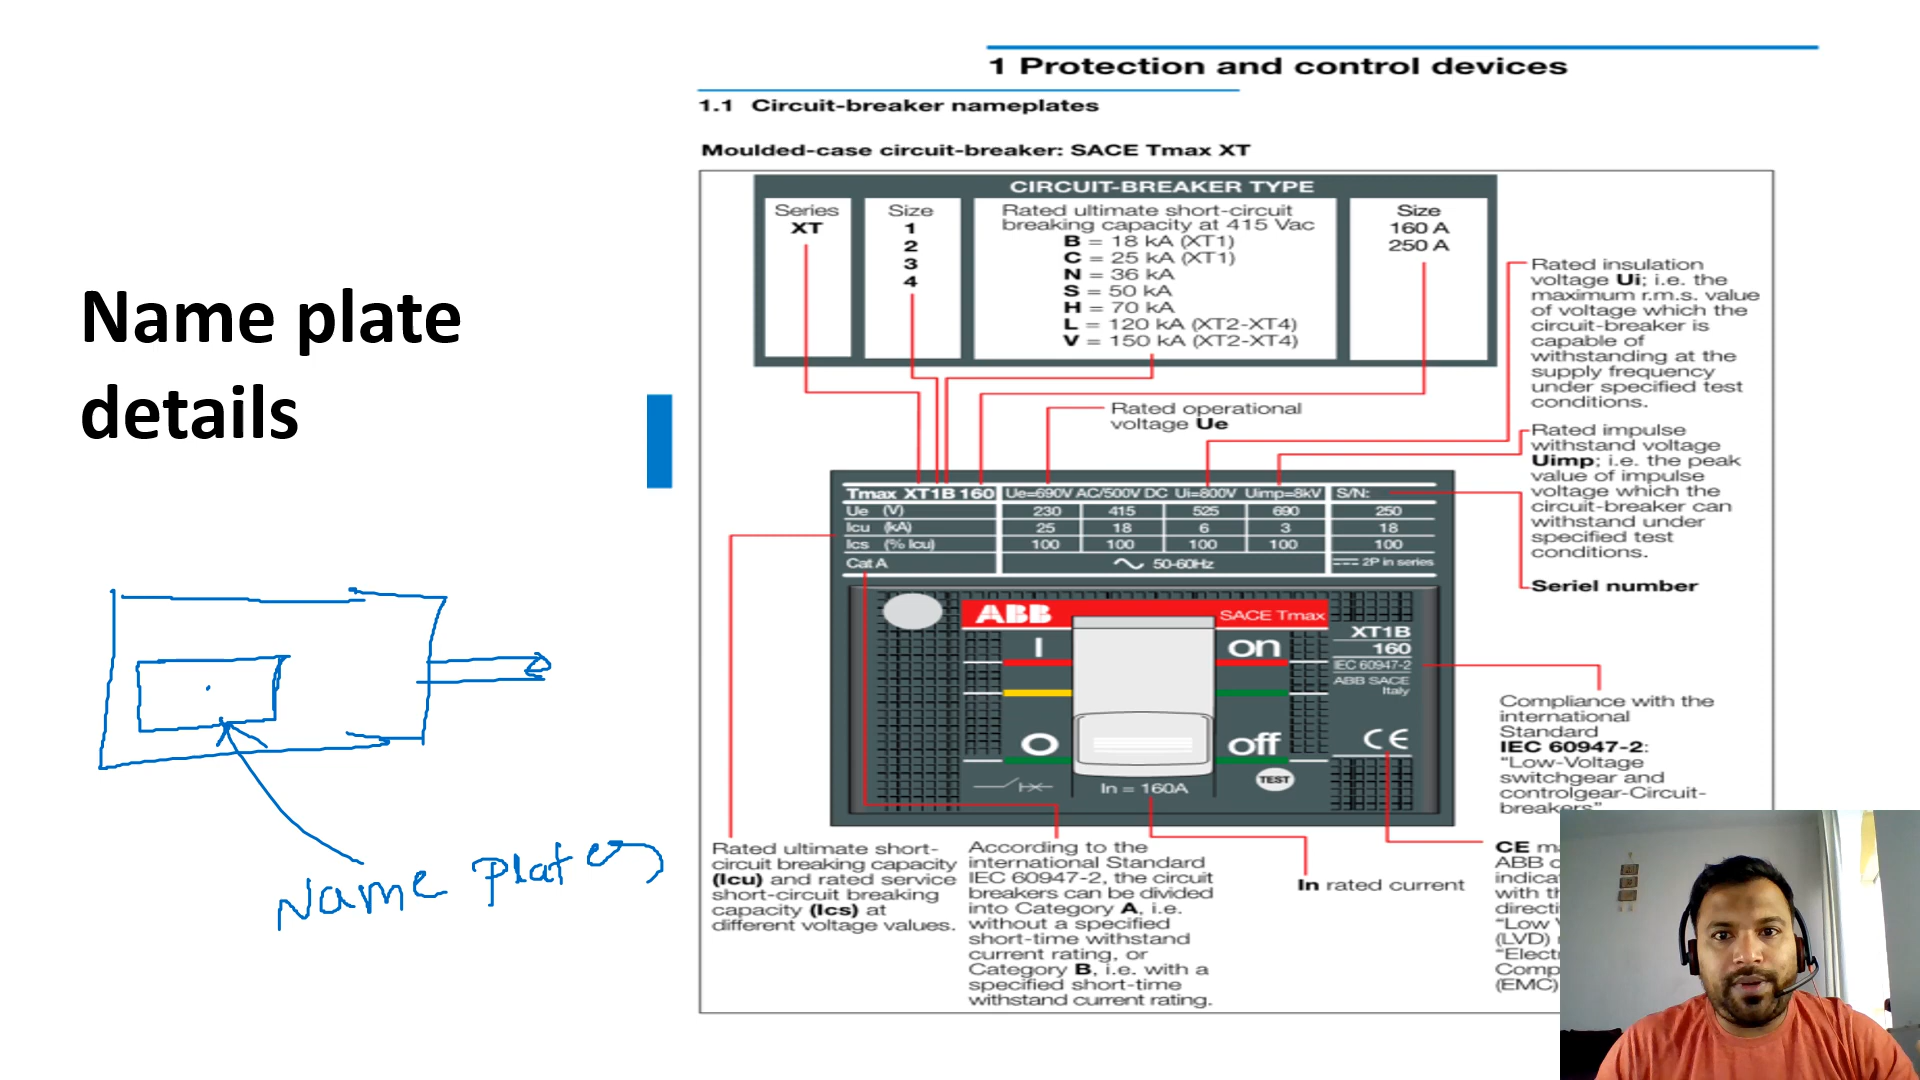 1 Protection and control devices
1.1 Circuit-breaker nameplates
Moulded-case circuit-breaker: SACE Tmax XT
Name plate
details
CIRCUIT-BREAKER TYPE
Series
XT
Size
1
2
3
4
Rated ultimate short-circuit
breaking capacity at 415 Vac
B = 18 kA (XT1)
C = 25 kA (XT1)
N = 36 kA
S = 50 kA
H = 70 kA
L = 120 kA (XT2-XT4)
V = 150 kA (XT2-XT4)
Size
160 A
250 A
Rated insulation
voltage Ui; i.e. the
maximum r.m.s. value
of voltage which the
circuit-breaker is
capable of
withstanding at the
supply frequency
under specified test
conditions.
Rated operational
voltage Ue
Rated impulse
withstand voltage
Uimp; i.e. the peak
value of impulse
voltage which the
circuit-breaker can
withstand under
specified test
conditions.
Seriel number
Tmax XT1B 160 Ue=690V AC/500V DC Ui=800V Uimp=8kV S/N:
Ue (V) 230 415 525 690 250
Icu (kA) 25 18 6 3 18
Ics (% Icu) 100 100 100 100 100
Cat A 50-60Hz 2P in series
ABB SACE Tmax
I on
O off
XT1B
160
IEC 60947-2
ABB SACE
Italy
CE
TEST
In = 160A
Compliance with the
international
Standard
IEC 60947-2:
“Low-Voltage
switchgear and
controlgear-Circuit-
breakers”
Name Plates
Rated ultimate short-
circuit breaking capacity
(Icu) and rated service
short-circuit breaking
capacity (Ics) at
different voltage values.
According to the
international Standard
IEC 60947-2, the circuit
breakers can be divided
into Category A, i.e.
without a specified
short-time withstand
current rating, or
Category B, i.e. with a
specified short-time
withstand current rating.
In rated current
CE
ABB
with
“Low
(LVD)
(EMC)